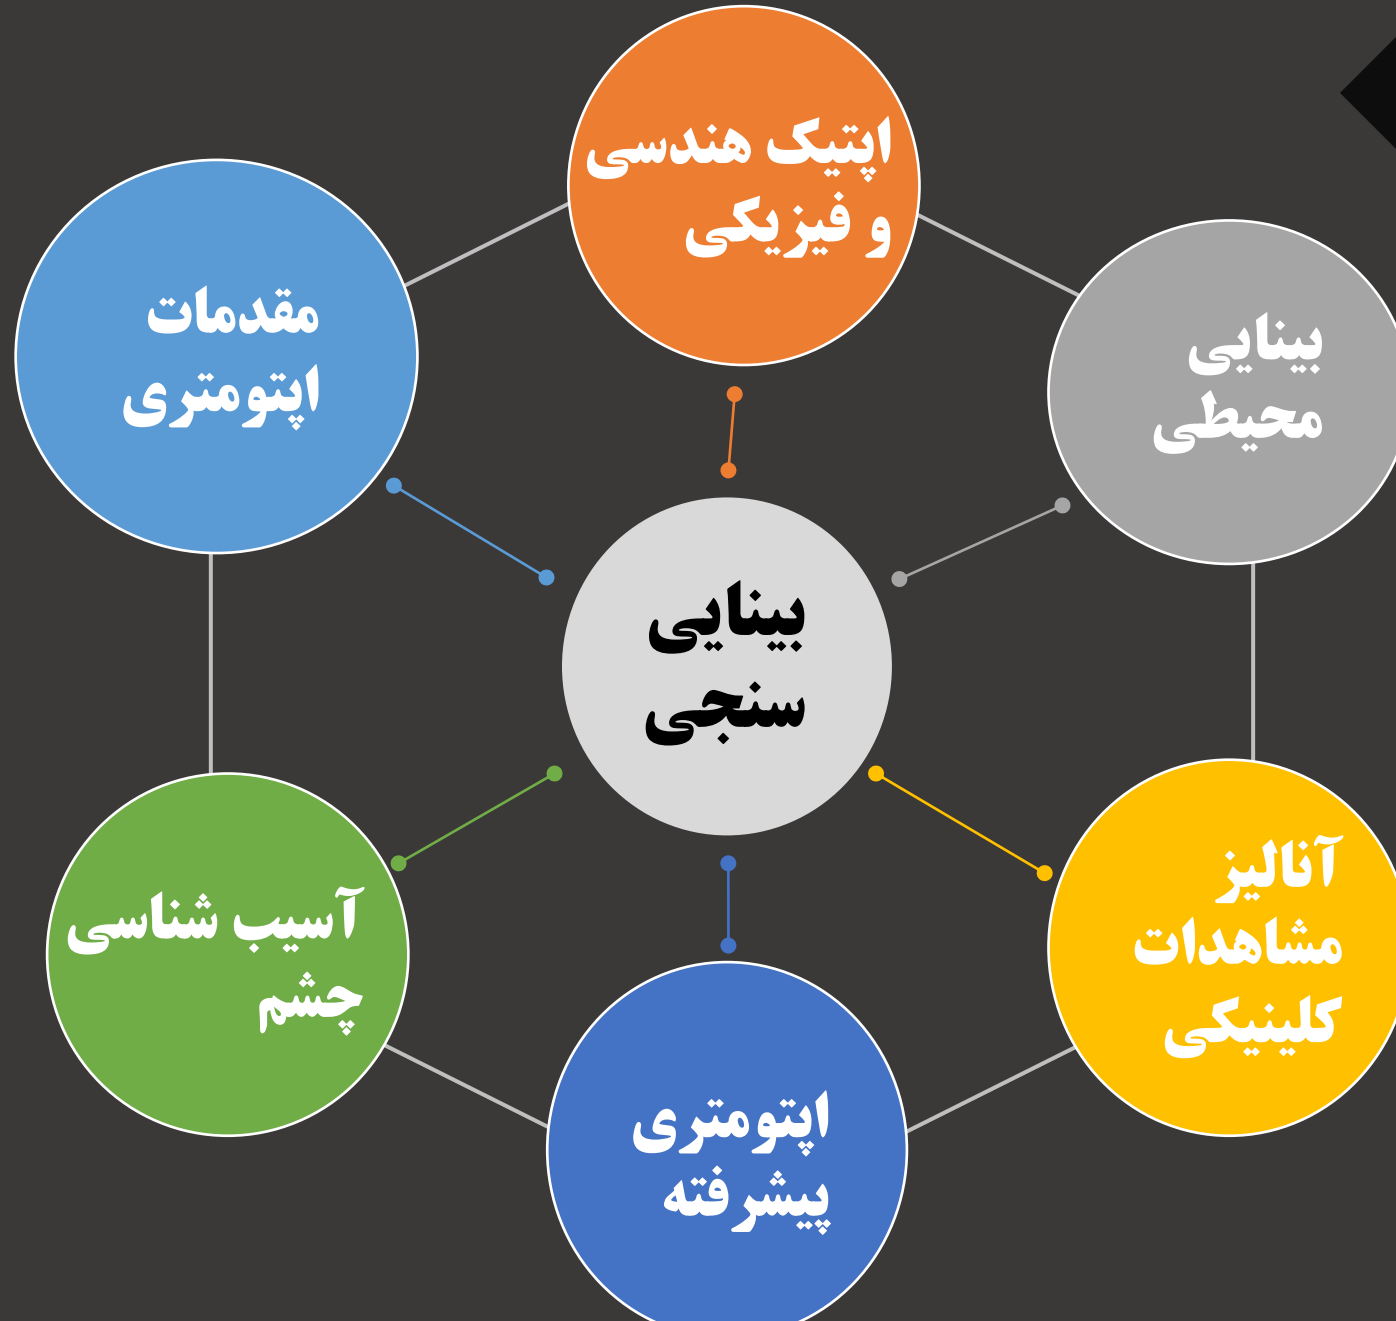 اپتیک هندسی
و فیزیکی
بینایی
محیطی
مقدمات
اپتومتری
بینایی
سنجی
آنالیز
مشاهدات
کلینیکی
آسیب شناسی
چشم
اپتومتری
پیشرفته